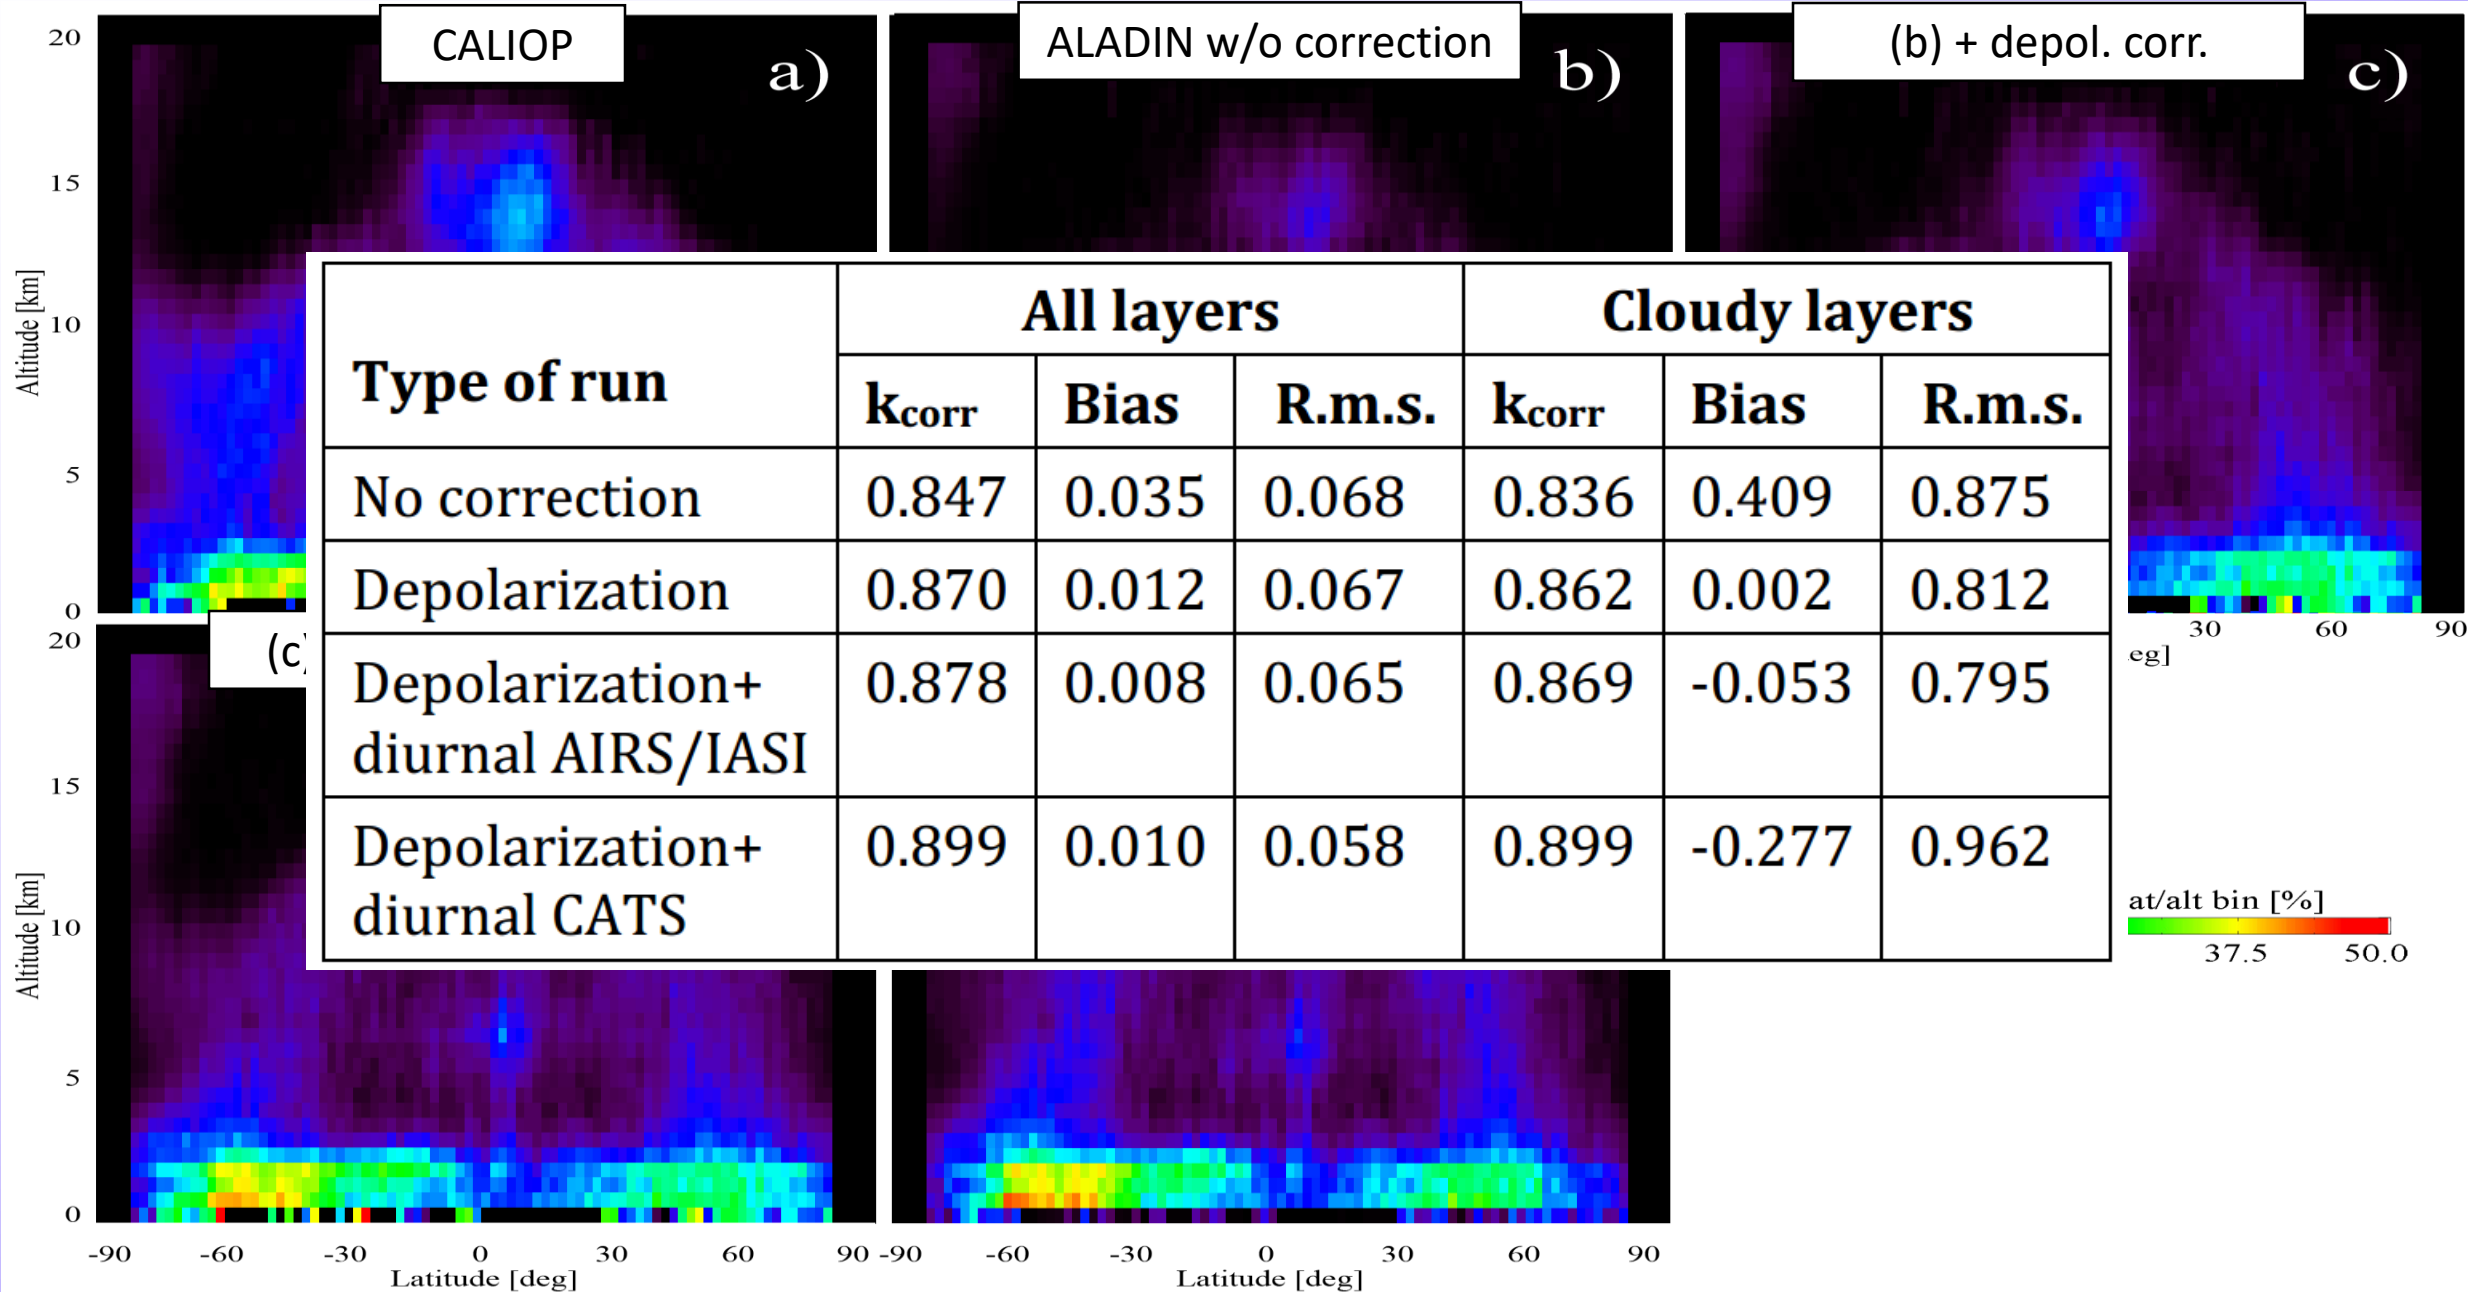 CALIOP
ALADIN w/o correction
(b) + depol. corr.
a)
b)
c)
20
15
10
5
0
Altitude [km]
Type of run
All layers
Cloudy layers
kcorr Bias R.m.s. kcorr Bias R.m.s.
No correction 0.847 0.035 0.068 0.836 0.409 0.875
Depolarization 0.870 0.012 0.067 0.862 0.002 0.812
Depolarization+
diurnal AIRS/IASI 0.878 0.008 0.065 0.869 -0.053 0.795
Depolarization+
diurnal CATS 0.899 0.010 0.058 0.899 -0.277 0.962
30 60 90
eg]
(c)
20
15
10
5
0
Altitude [km]
at/alt bin [%]
37.5 50.0
-90 -60 -30 0 30 60 90
Latitude [deg]
-90 -60 -30 0 30 60 90
Latitude [deg]